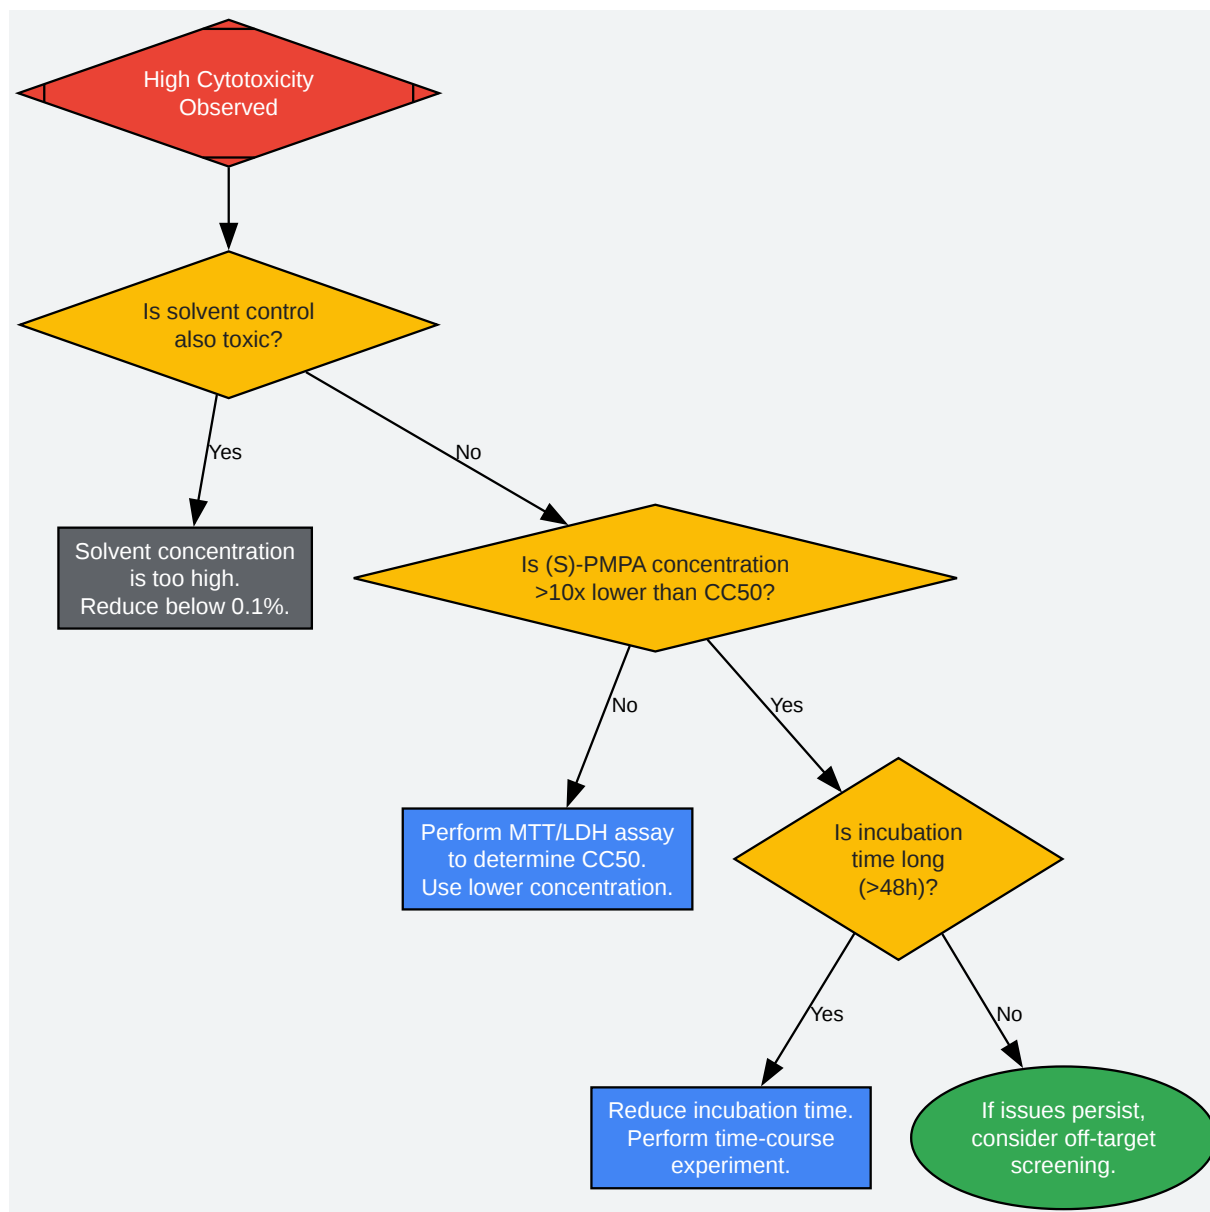 High Cytotoxicity
Observed
Is solvent control
also toxic?
Yes
No
Solvent concentration
is too high.
Reduce below 0.1%.
Is (S)-PMPA concentration
>10x lower than CC50?
No
Yes
Perform MTT/LDH assay
to determine CC50.
Use lower concentration.
Is incubation
time long
(>48h)?
Yes
No
Reduce incubation time.
Perform time-course
experiment.
If issues persist,
consider off-target
screening.